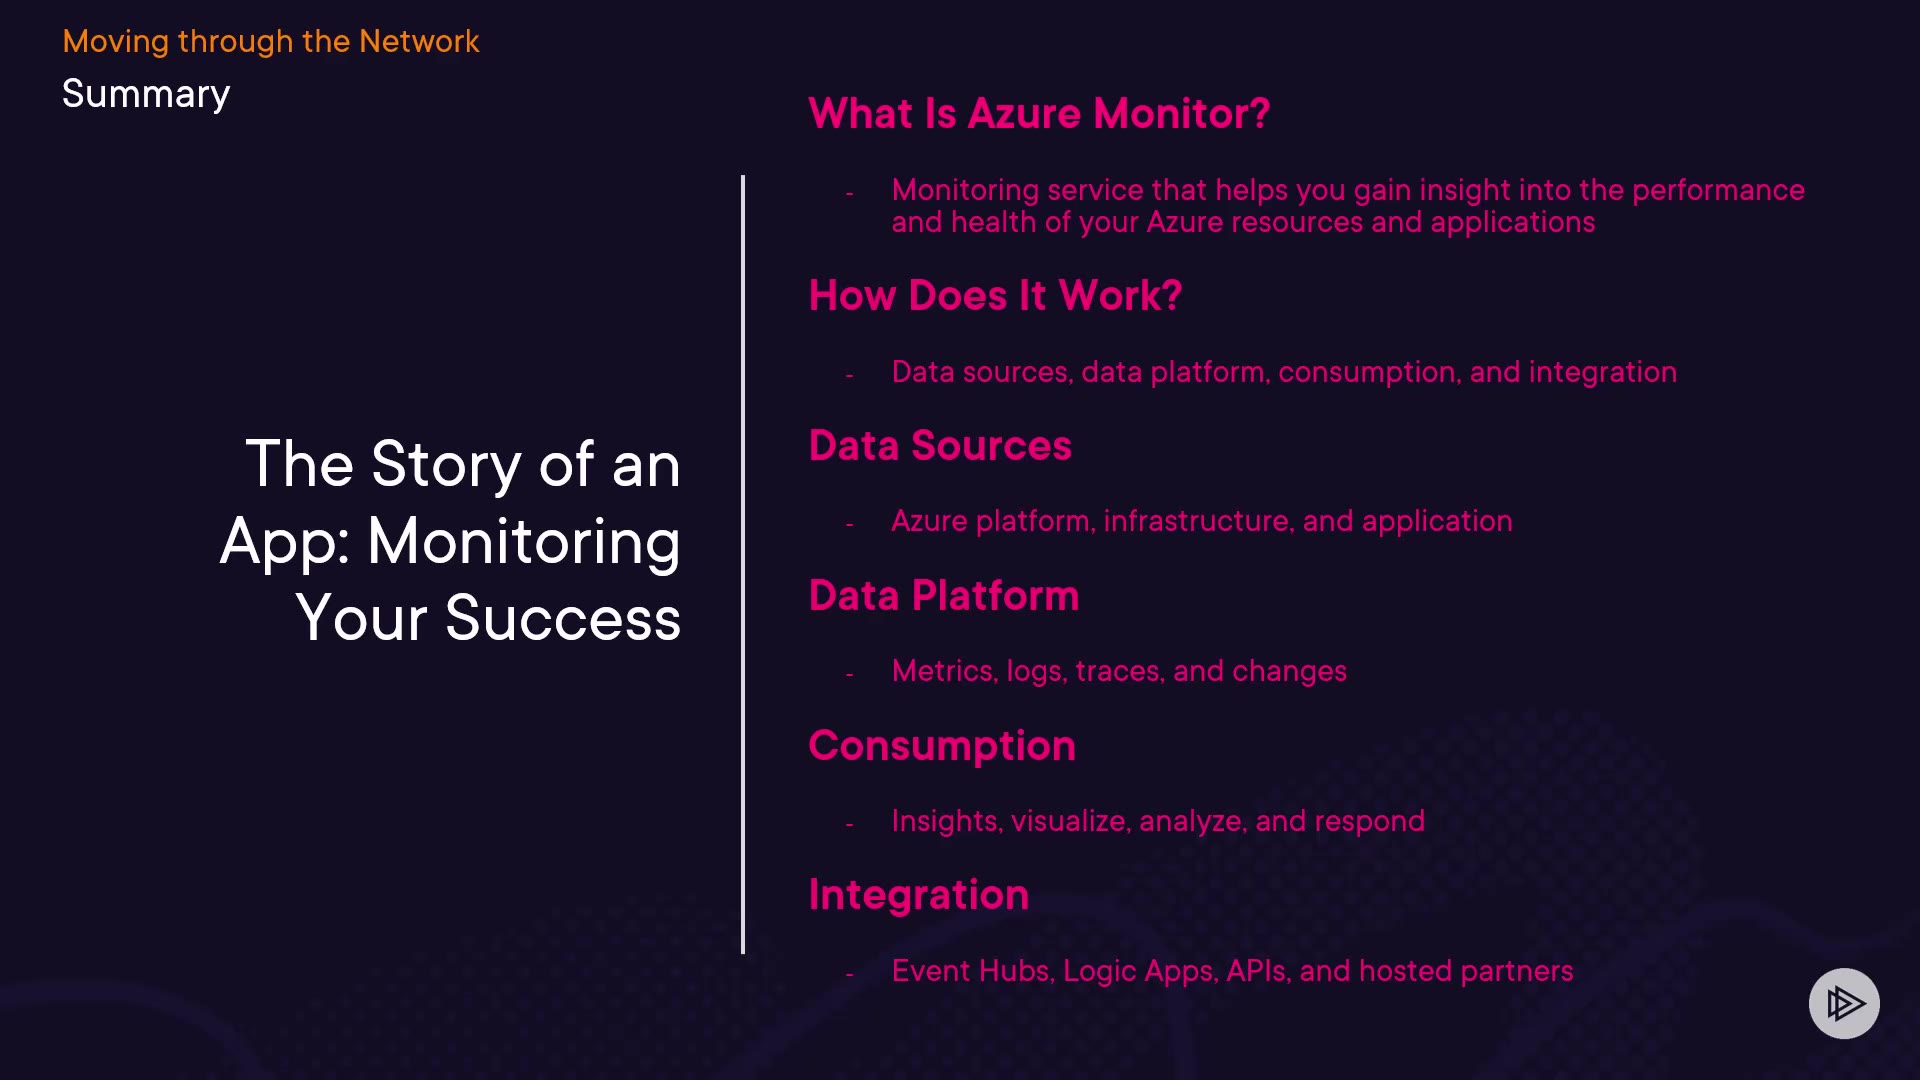 Moving through the Network
Summary
The Story of an
App: Monitoring
Your Success
What Is Azure Monitor?
- Monitoring service that helps you gain insight into the performance
and health of your Azure resources and applications
How Does It Work?
- Data sources, data platform, consumption, and integration
Data Sources
- Azure platform, infrastructure, and application
Data Platform
- Metrics, logs, traces, and changes
Consumption
- Insights, visualize, analyze, and respond
Integration
- Event Hubs, Logic Apps, APIs, and hosted partners